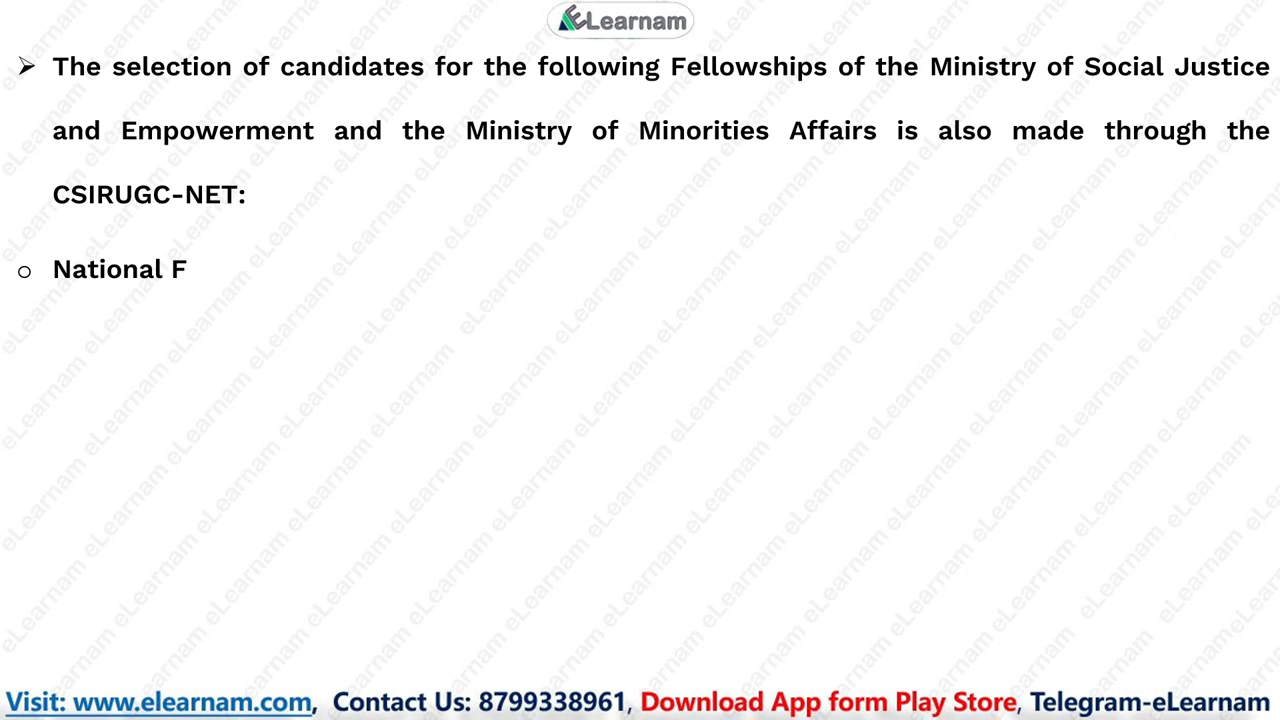 ELearnam
➢ The selection of candidates for the following Fellowships of the Ministry of Social Justice
and Empowerment and the Ministry of Minorities Affairs is also made through the
CSIRUGC-NET:
o National F
Visit: www.elearnam.com, Contact Us: 8799338961, Download App form Play Store, Telegram-eLearnam